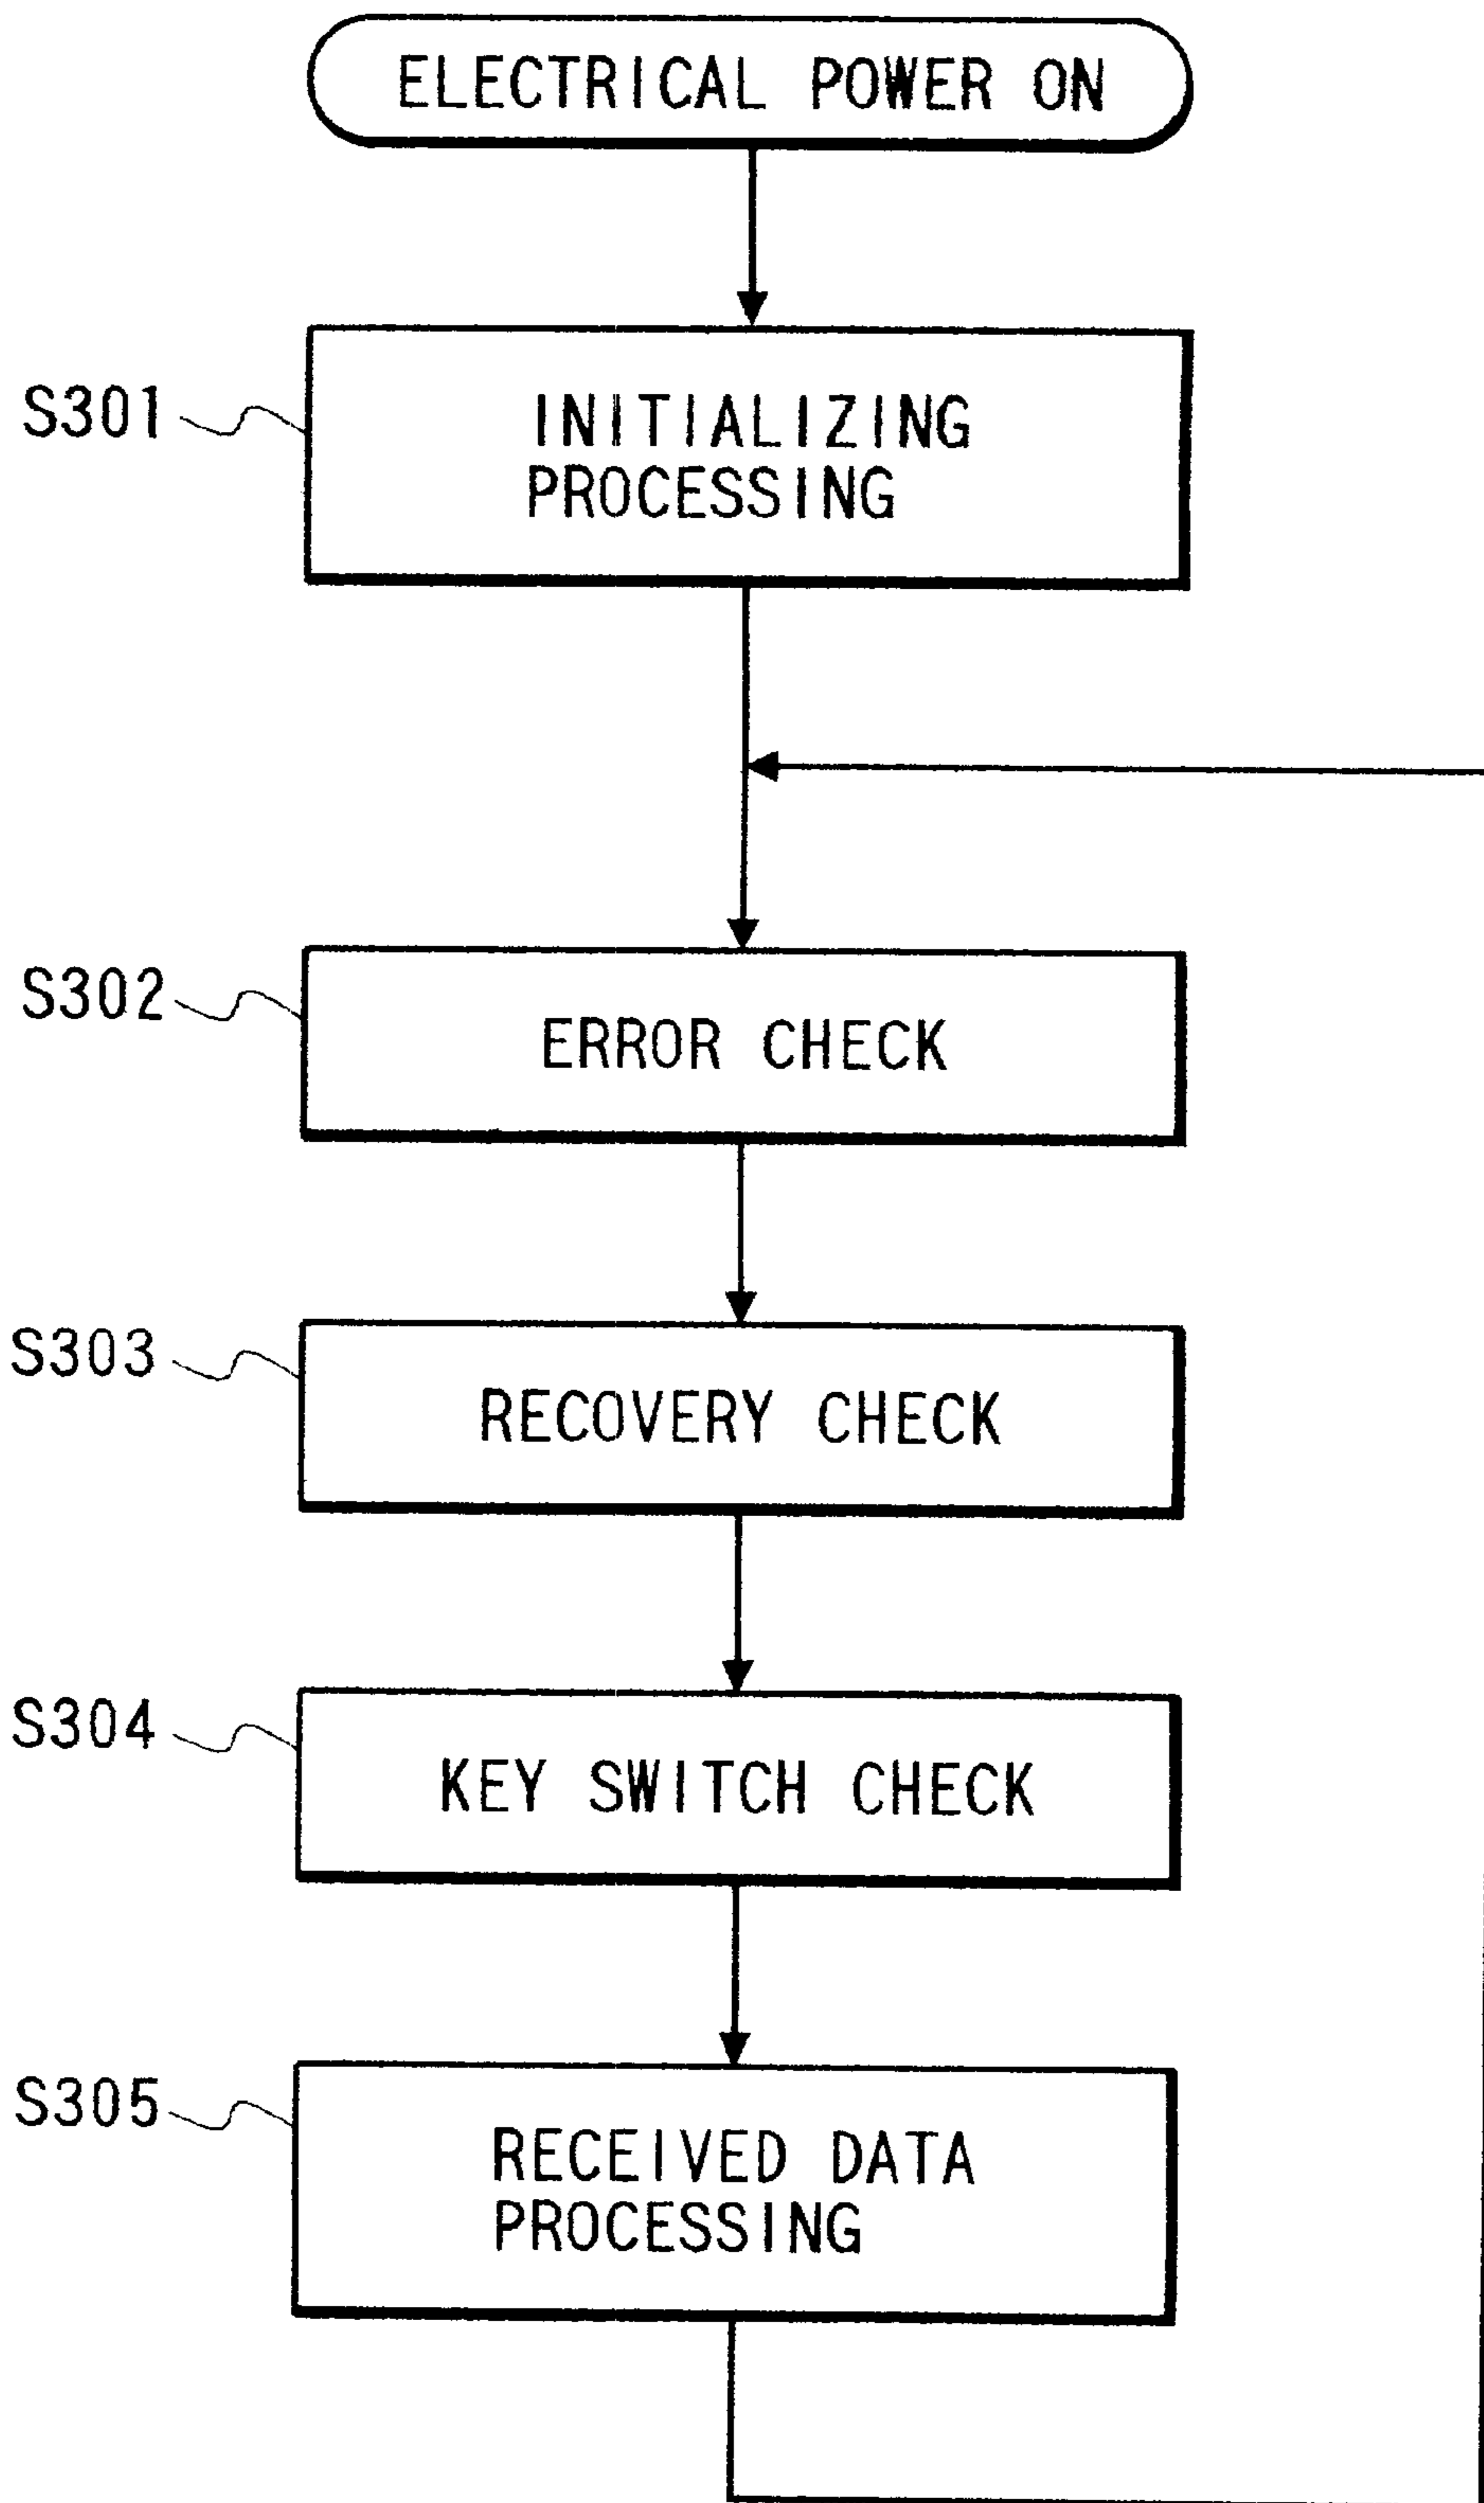 ELECTRICAL POWER ON
S301
INITIALIZING
PROCESSING
S302
ERROR CHECK
S303
RECOVERY CHECK
S304
KEY SWITCH CHECK
S305
RECEIVED DATA
PROCESSING